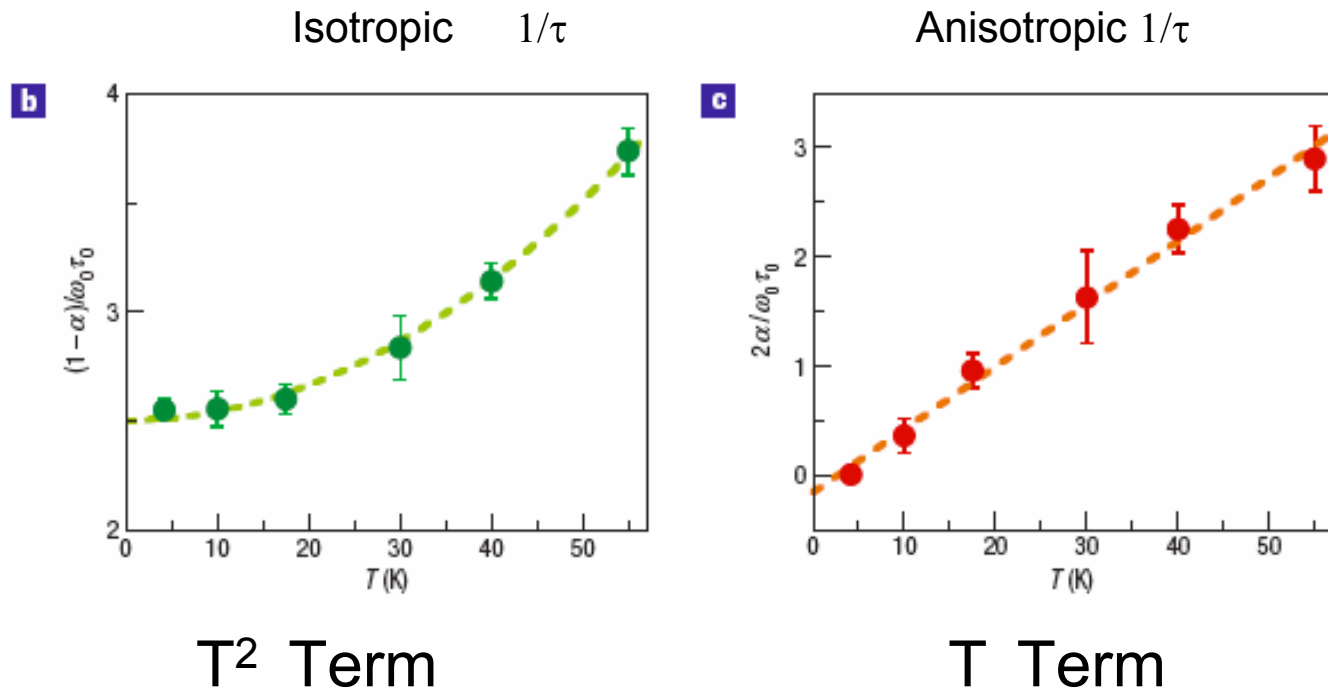 Isotropic 1/τ
Anisotropic 1/τ
b
4
3
2
(1 – α)/ω₀τ₀
0 10 20 30 40 50
T (K)
c
3
2
1
0
2α/ω₀τ₀
0 10 20 30 40 50
T (K)
T² Term
T Term